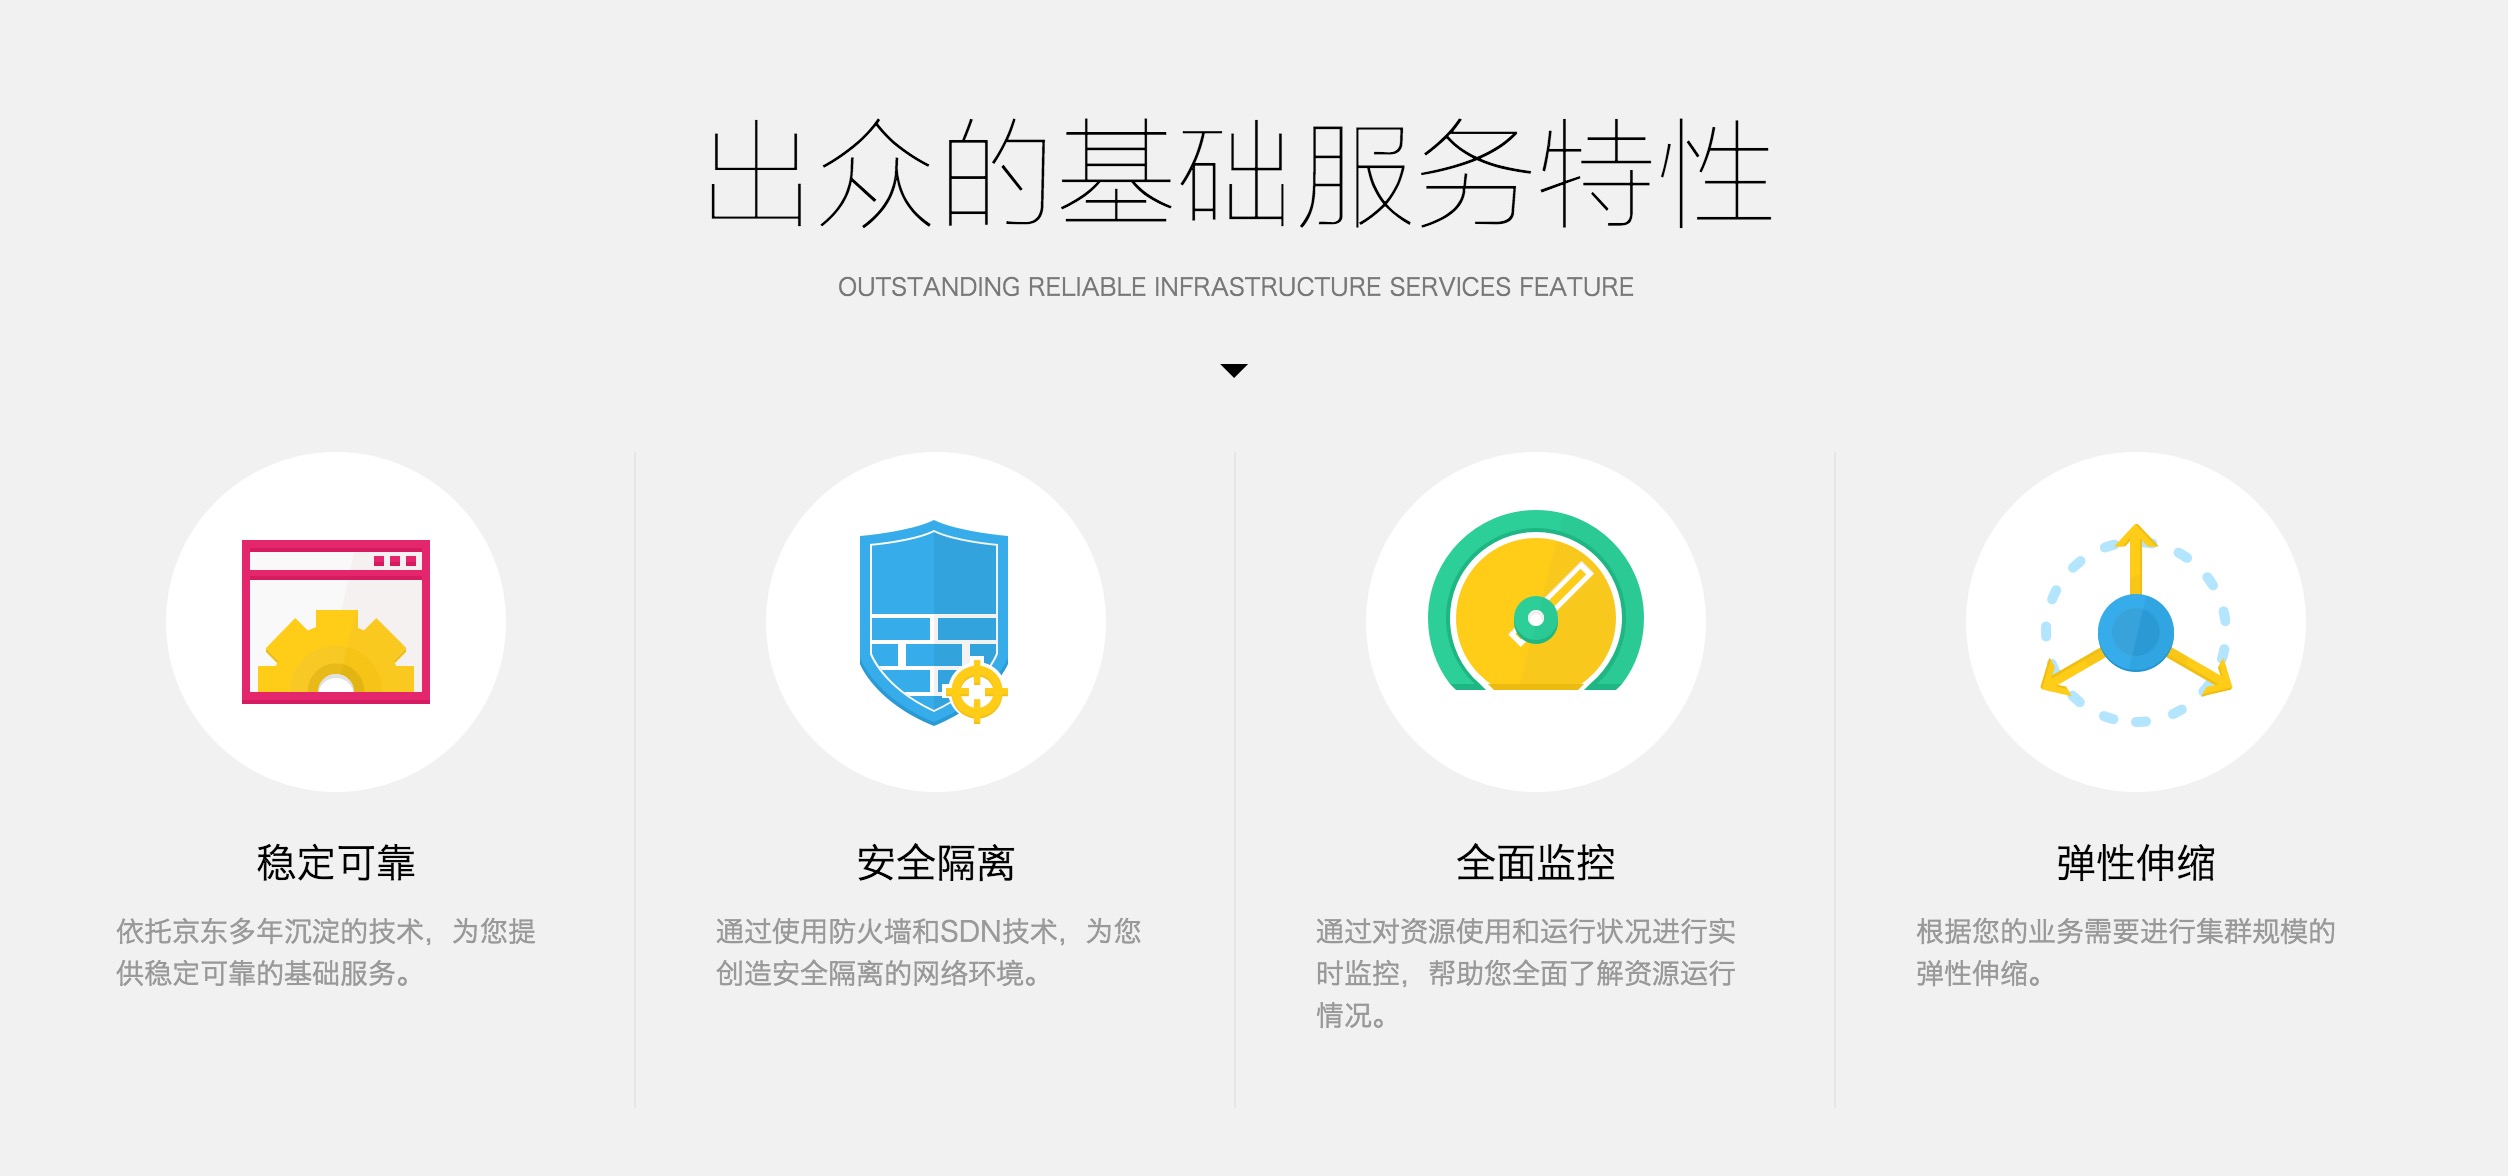 出众的基础服务特性
OUTSTANDING RELIABLE INFRASTRUCTURE SERVICES FEATURE
稳定可靠
依托京东多年沉淀的技术，为您提
供稳定可靠的基础服务。
安全隔离
通过使用防火墙和SDN技术，为您
创造安全隔离的网络环境。
全面监控
通过对资源使用和运行状况进行实
时监控，帮助您全面了解资源运行
情况。
弹性伸缩
根据您的业务需要进行集群规模的
弹性伸缩。